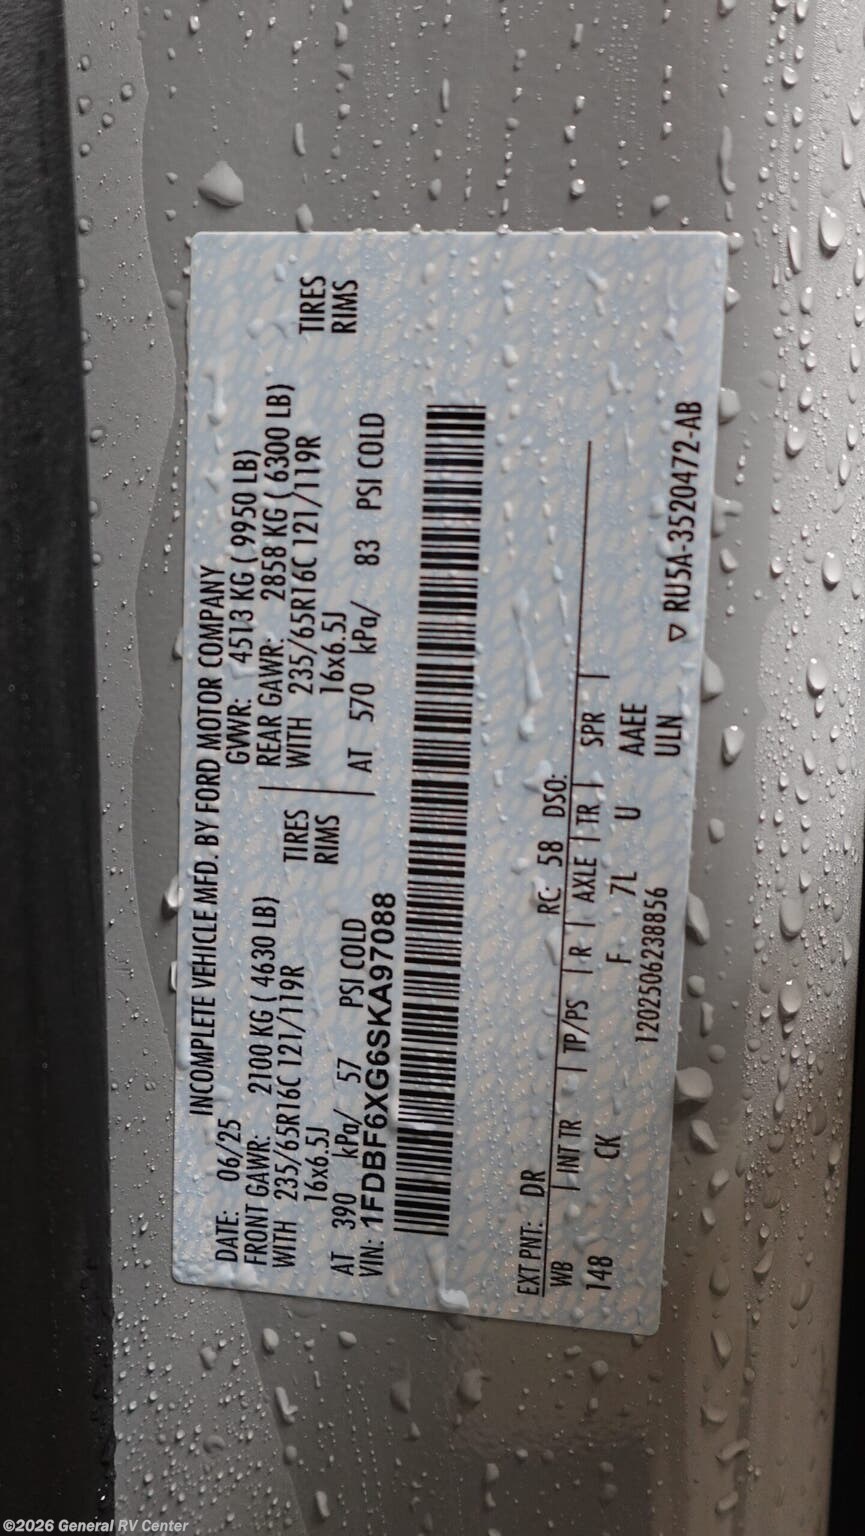 INCOMPLETE VEHICLE MFD. BY FORD MOTOR COMPANY
DATE: 06/25 GVWR: 4513 KG ( 9950 LB)
FRONT GAWR: 2100 KG ( 4630 LB) REAR GAWR: 2858 KG ( 6300 LB)
WITH 235/65R16C 121/119R TIRES WITH 235/65R16C 121/119R TIRES
16x6.5J RIMS 16x6.5J RIMS
AT 390 kPa/ 57 PSI COLD AT 570 kPa/ 83 PSI COLD
VIN: 1FDBF6XG6SKA97088
EXT PNT: DR RC: 58 DSO:
WB INT TR TP/PS R AXLE TR SPR
148 CK F 7L U AAEE
1202506238856 ULN
▽ RU5A-3520472-AB
©2026 General RV Center